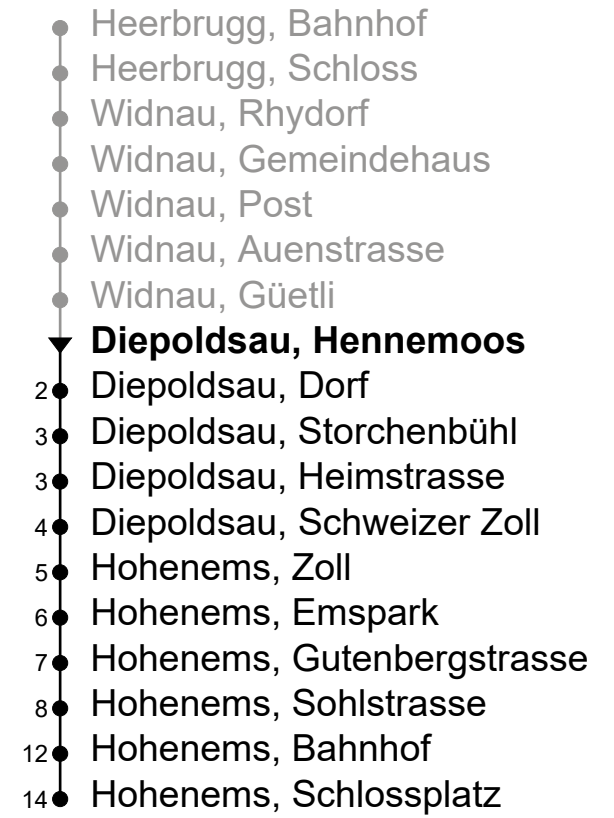 Heerbrugg, Bahnhof
Heerbrugg, Schloss
Widnau, Rhydorf
Widnau, Gemeindehaus
Widnau, Post
Widnau, Auenstrasse
Widnau, Güetli
Diepoldsau, Hennemoos
2 Diepoldsau, Dorf
3 Diepoldsau, Storchenbühl
3 Diepoldsau, Heimstrasse
4 Diepoldsau, Schweizer Zoll
5 Hohenems, Zoll
6 Hohenems, Emspark
7 Hohenems, Gutenbergstrasse
8 Hohenems, Sohlstrasse
12 Hohenems, Bahnhof
14 Hohenems, Schlossplatz